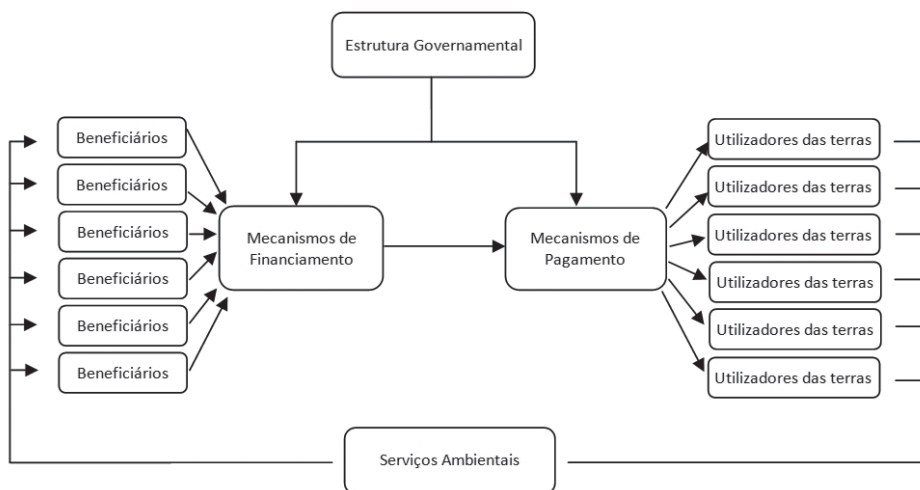 Estrutura Governamental
Beneficiários
Beneficiários
Beneficiários
Beneficiários
Beneficiários
Beneficiários
Mecanismos de
Financiamento
Mecanismos de
Pagamento
Utilizadores das terras
Utilizadores das terras
Utilizadores das terras
Utilizadores das terras
Utilizadores das terras
Utilizadores das terras
Serviços Ambientais